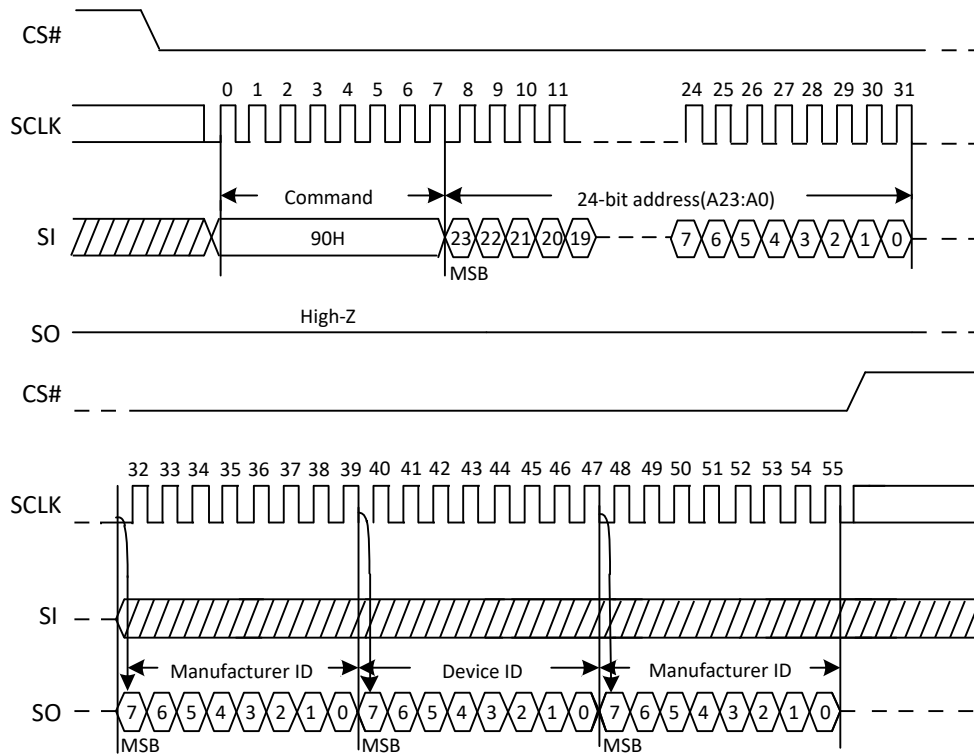 CS#
0 1 2 3 4 5 6 7 8 9 10 11 24 25 26 27 28 29 30 31
SCLK
Command 24-bit address(A23:A0)
SI 90H 23 22 21 20 19 7 6 5 4 3 2 1 0
MSB
High-Z
SO
CS#
32 33 34 35 36 37 38 39 40 41 42 43 44 45 46 47 48 49 50 51 52 53 54 55
SCLK
SI
Manufacturer ID Device ID Manufacturer ID
SO 7 6 5 4 3 2 1 0 7 6 5 4 3 2 1 0 7 6 5 4 3 2 1 0
MSB MSB MSB